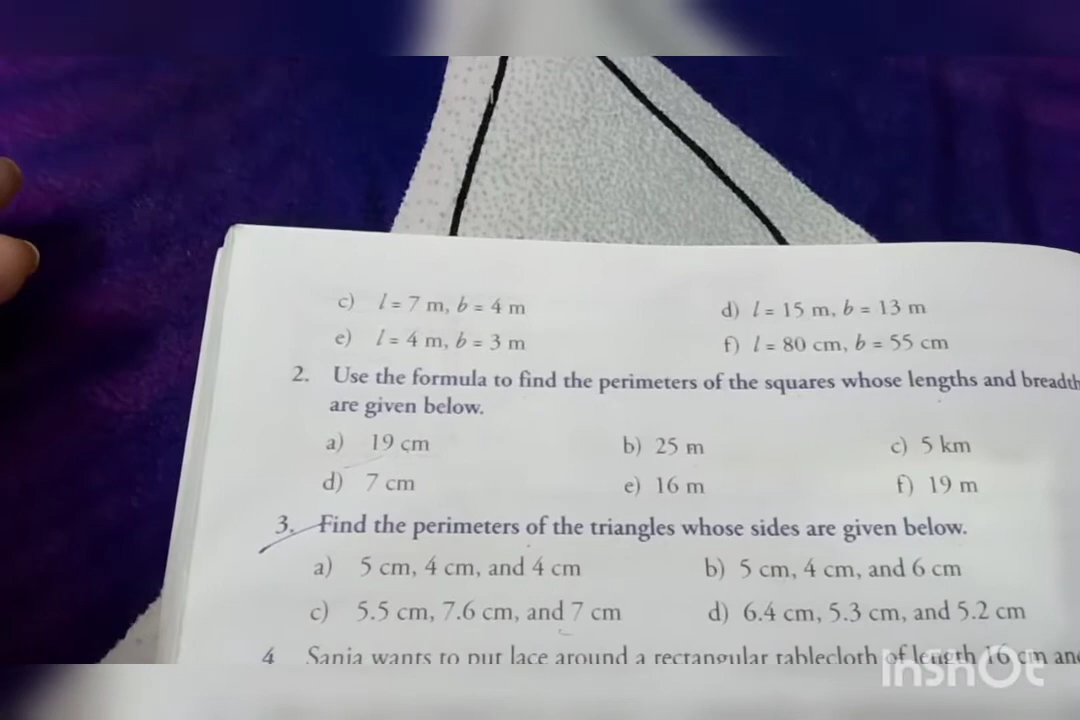 c) l = 7 m, b = 4 m d) l = 15 m, b = 13 m
e) l = 4 m, b = 3 m f) l = 80 cm, b = 55 cm
2. Use the formula to find the perimeters of the squares whose lengths and breadth
are given below.
a) 19 cm b) 25 m c) 5 km
d) 7 cm e) 16 m f) 19 m
3. Find the perimeters of the triangles whose sides are given below.
a) 5 cm, 4 cm, and 4 cm b) 5 cm, 4 cm, and 6 cm
c) 5.5 cm, 7.6 cm, and 7 cm d) 6.4 cm, 5.3 cm, and 5.2 cm
4 Sania wants to put lace around a rectangular tablecloth of length 16 cm and
InShOt